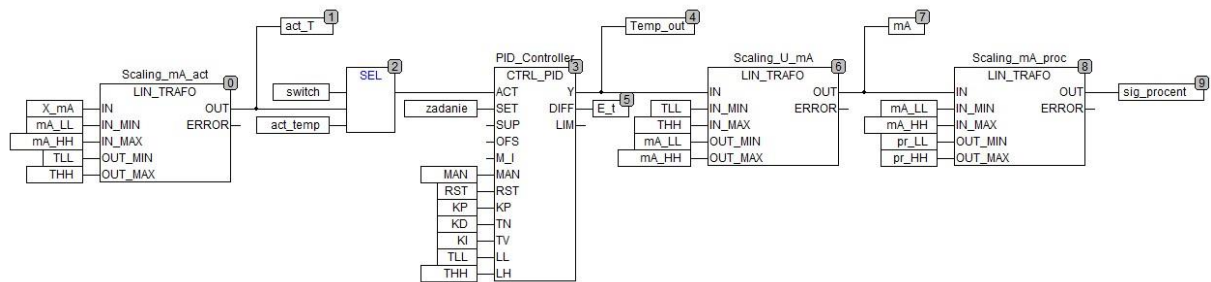 1
act_T
Scaling_mA_act
0
LIN_TRAFO
X_mA
IN
OUT
mA_LL
IN_MIN
ERROR
mA_HH
IN_MAX
TLL
OUT_MIN
THH
OUT_MAX
SEL
2
switch
act_temp
PID_Controller
CTRL_PID
3
ACT
Y
zadanie
SET
DIFF
SUP
LIM
OFS
M_I
MAN
MAN
RST
RST
KP
KP
KD
TN
KI
TV
TLL
LL
THH
LH
4
Temp_out
5
E_t
Scaling_U_mA
6
LIN_TRAFO
IN
OUT
TLL
IN_MIN
ERROR
THH
IN_MAX
mA_LL
OUT_MIN
mA_HH
OUT_MAX
7
mA
Scaling_mA_proc
8
LIN_TRAFO
IN
OUT
mA_LL
IN_MIN
ERROR
mA_HH
IN_MAX
pr_LL
OUT_MIN
pr_HH
OUT_MAX
9
sig_procent